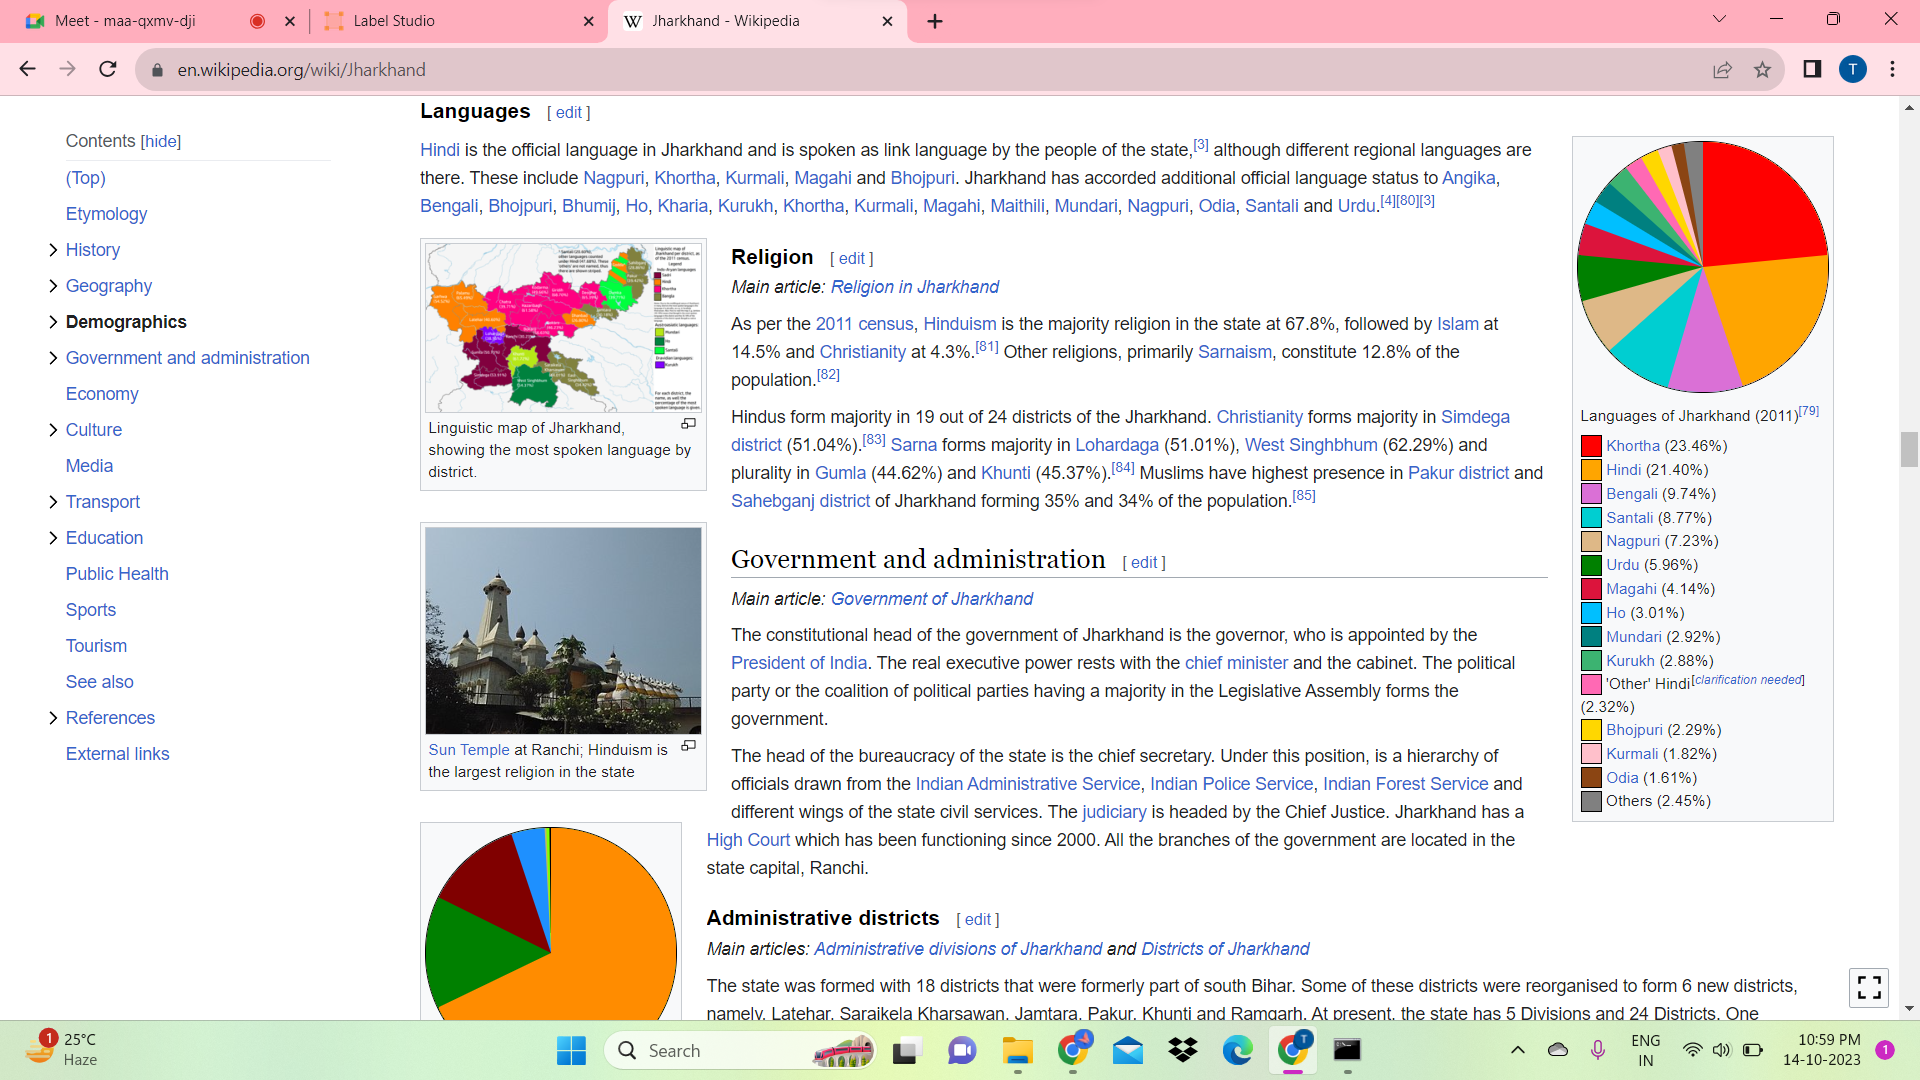 Meet - maa-qxmv-dji
Label Studio
Jharkhand - Wikipedia
en.wikipedia.org/wiki/Jharkhand
T
Contents [hide]
(Top)
Etymology
History
Geography
Demographics
Government and administration
Economy
Culture
Media
Transport
Education
Public Health
Sports
Tourism
See also
References
External links
Languages [ edit ]
Hindi is the official language in Jharkhand and is spoken as link language by the people of the state,[3] although different regional languages are
there. These include Nagpuri, Khortha, Kurmali, Magahi and Bhojpuri. Jharkhand has accorded additional official language status to Angika,
Bengali, Bhojpuri, Bhumij, Ho, Kharia, Kurukh, Khortha, Kurmali, Magahi, Maithili, Mundari, Nagpuri, Odia, Santali and Urdu.[4][80][3]
Linguistic map of Jharkhand,
showing the most spoken language by
district.
Religion [ edit ]
Main article: Religion in Jharkhand
As per the 2011 census, Hinduism is the majority religion in the state at 67.8%, followed by Islam at
14.5% and Christianity at 4.3%.[81] Other religions, primarily Sarnaism, constitute 12.8% of the
population.[82]
Hindus form majority in 19 out of 24 districts of the Jharkhand. Christianity forms majority in Simdega
district (51.04%).[83] Sarna forms majority in Lohardaga (51.01%), West Singhbhum (62.29%) and
plurality in Gumla (44.62%) and Khunti (45.37%).[84] Muslims have highest presence in Pakur district and
Sahebganj district of Jharkhand forming 35% and 34% of the population.[85]
Sun Temple at Ranchi; Hinduism is
the largest religion in the state
Government and administration [ edit ]
Main article: Government of Jharkhand
The constitutional head of the government of Jharkhand is the governor, who is appointed by the
President of India. The real executive power rests with the chief minister and the cabinet. The political
party or the coalition of political parties having a majority in the Legislative Assembly forms the
government.
The head of the bureaucracy of the state is the chief secretary. Under this position, is a hierarchy of
officials drawn from the Indian Administrative Service, Indian Police Service, Indian Forest Service and
different wings of the state civil services. The judiciary is headed by the Chief Justice. Jharkhand has a
High Court which has been functioning since 2000. All the branches of the government are located in the
state capital, Ranchi.
Administrative districts [ edit ]
Main articles: Administrative divisions of Jharkhand and Districts of Jharkhand
The state was formed with 18 districts that were formerly part of south Bihar. Some of these districts were reorganised to form 6 new districts,
namely, Latehar, Saraikela Kharsawan, Jamtara, Pakur, Khunti and Ramgarh. At present, the state has 5 Divisions and 24 Districts. One
Languages of Jharkhand (2011)[79]
Khortha (23.46%)
Hindi (21.40%)
Bengali (9.74%)
Santali (8.77%)
Nagpuri (7.23%)
Urdu (5.96%)
Magahi (4.14%)
Ho (3.01%)
Mundari (2.92%)
Kurukh (2.88%)
'Other' Hindi[clarification needed]
(2.32%)
Bhojpuri (2.29%)
Kurmali (1.82%)
Odia (1.61%)
Others (2.45%)
1
25°C
Haze
Search
T
ENG
IN
10:59 PM
14-10-2023
1